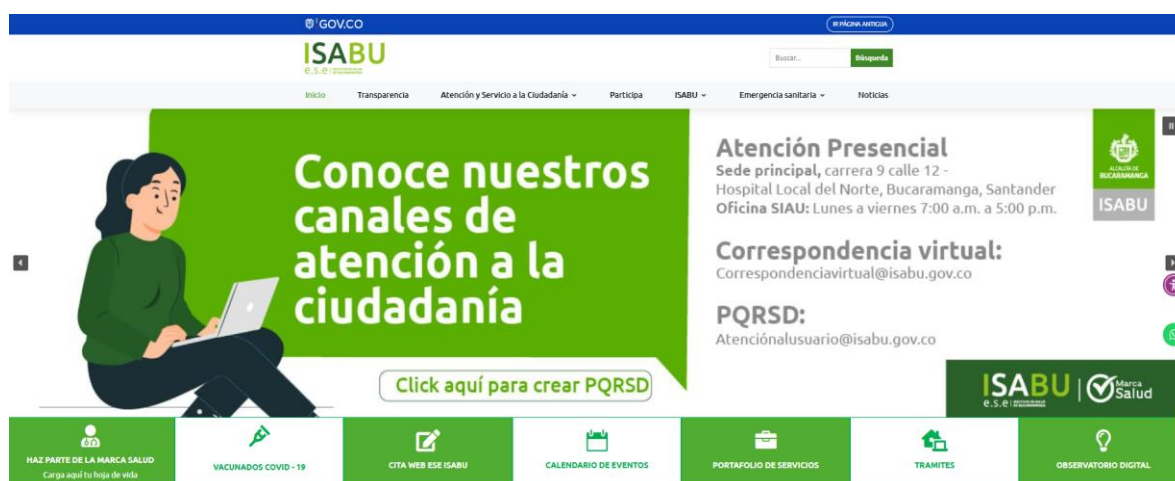 GOV.CO
IR PÁGINA ANTIGUA
ISABU
e.s.e
Buscar...
Búsqueda
Inicio
Transparencia
Atención y Servicio a la Ciudadanía
Participa
ISABU
Emergencia sanitaria
Noticias
Conoce nuestros
canales de
atención a la
ciudadanía
Click aquí para crear PQRSD
Atención Presencial
Sede principal, carrera 9 calle 12 -
Hospital Local del Norte, Bucaramanga, Santander
Oficina SIAU: Lunes a viernes 7:00 a.m. a 5:00 p.m.
Correspondencia virtual:
Correspondenciavirtual@isabu.gov.co
PQRSD:
Atenciónalusuario@isabu.gov.co
ALCALDÍA DE
BUCARAMANGA
ISABU
ISABU
e.s.e
Marca
Salud
HAZ PARTE DE LA MARCA SALUD
Carga aquí tu hoja de vida
VACUNADOS COVID - 19
CITA WEB ESE ISABU
CALENDARIO DE EVENTOS
PORTAFOLIO DE SERVICIOS
TRAMITES
OBSERVATORIO DIGITAL